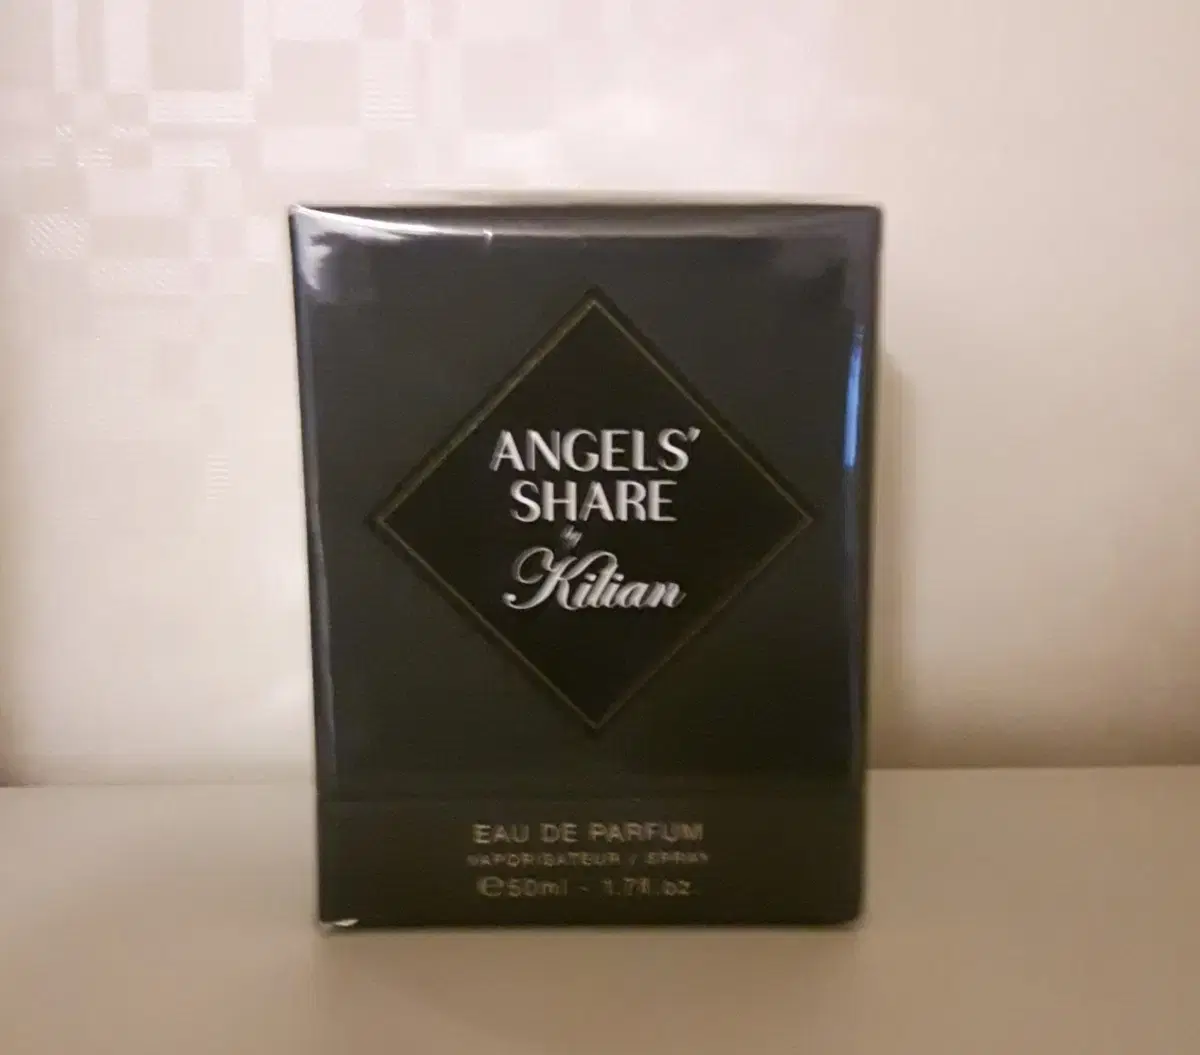 ANGELS'
SHARE
by
Kilian
EAU DE PARFUM
VAPORISATEUR / SPRAY
℮50ml - 1.7fl.oz.